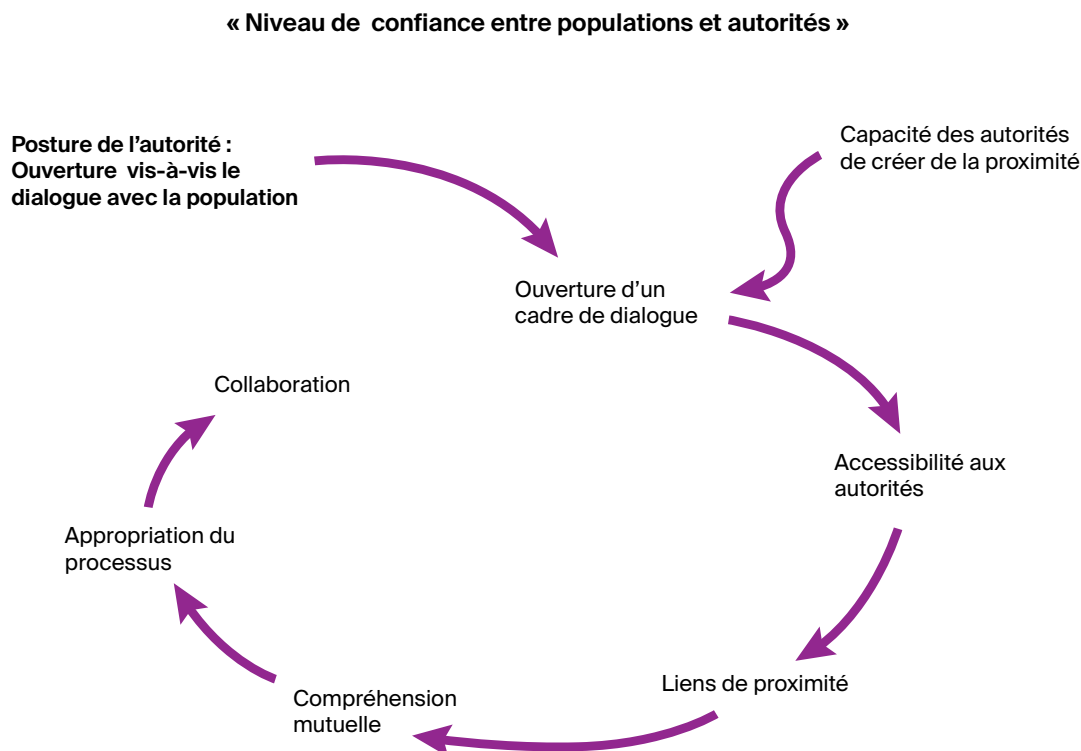 « Niveau de  confiance entre populations et autorités »
Posture de l’autorité :
Ouverture  vis-à-vis le
dialogue avec la population
Capacité des autorités
de créer de la proximité
Ouverture d’un
cadre de dialogue
Accessibilité aux
autorités
Liens de proximité
Compréhension
mutuelle
Appropriation du
processus
Collaboration